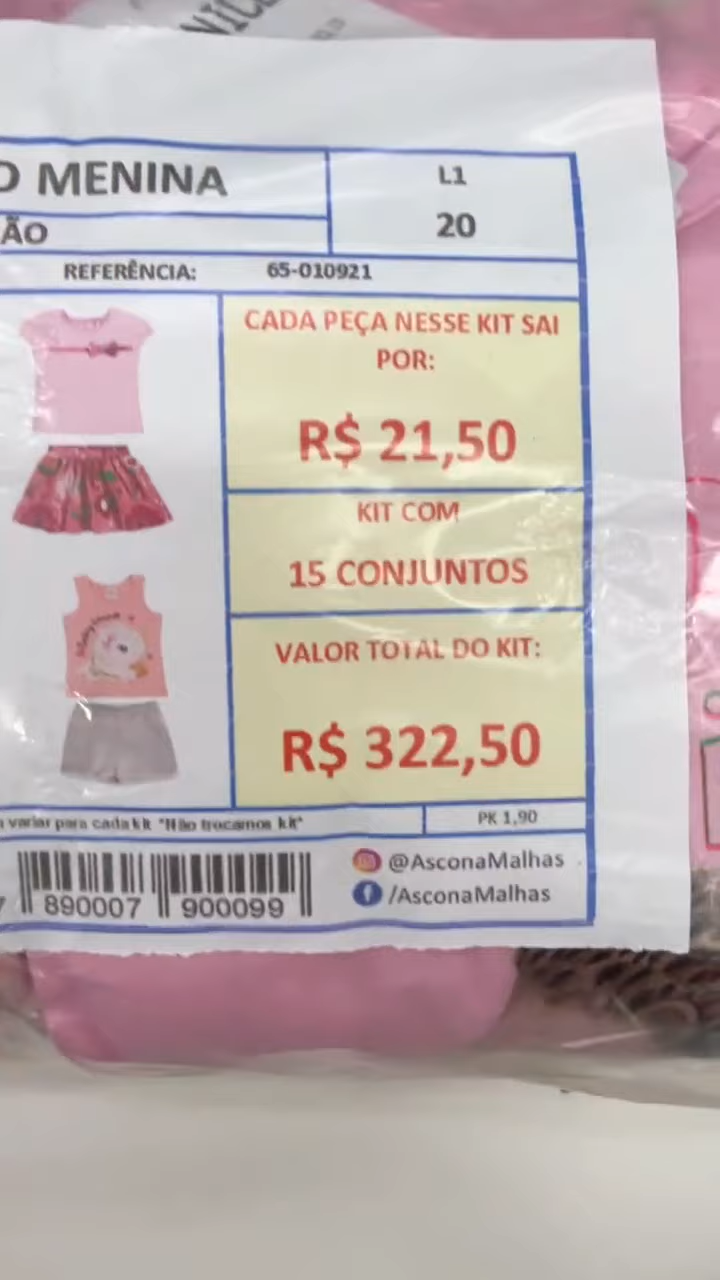 O MENINA
L1
ÃO
20
REFERÊNCIA: 65-010921
CADA PEÇA NESSE KIT SAI
POR:
R$ 21,50
KIT COM
15 CONJUNTOS
VALOR TOTAL DO KIT:
R$ 322,50
variar para cada kit "Não trocamos kit"
PK 1,90
7 890007 900099
@AsconaMalhas
/AsconaMalhas